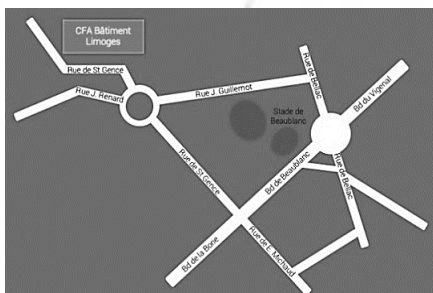 CFA Bâtiment
Limoges
Rue de St Gence
Rue J. Renard
Rue J. Guillemot
Rue de Bellac
Bd du Vigenal
Stade de
Beaublanc
Rue de St Gence
Bd de Beaublanc
Rue de Bellac
Bd de la Borie
Rue de E. Michaud